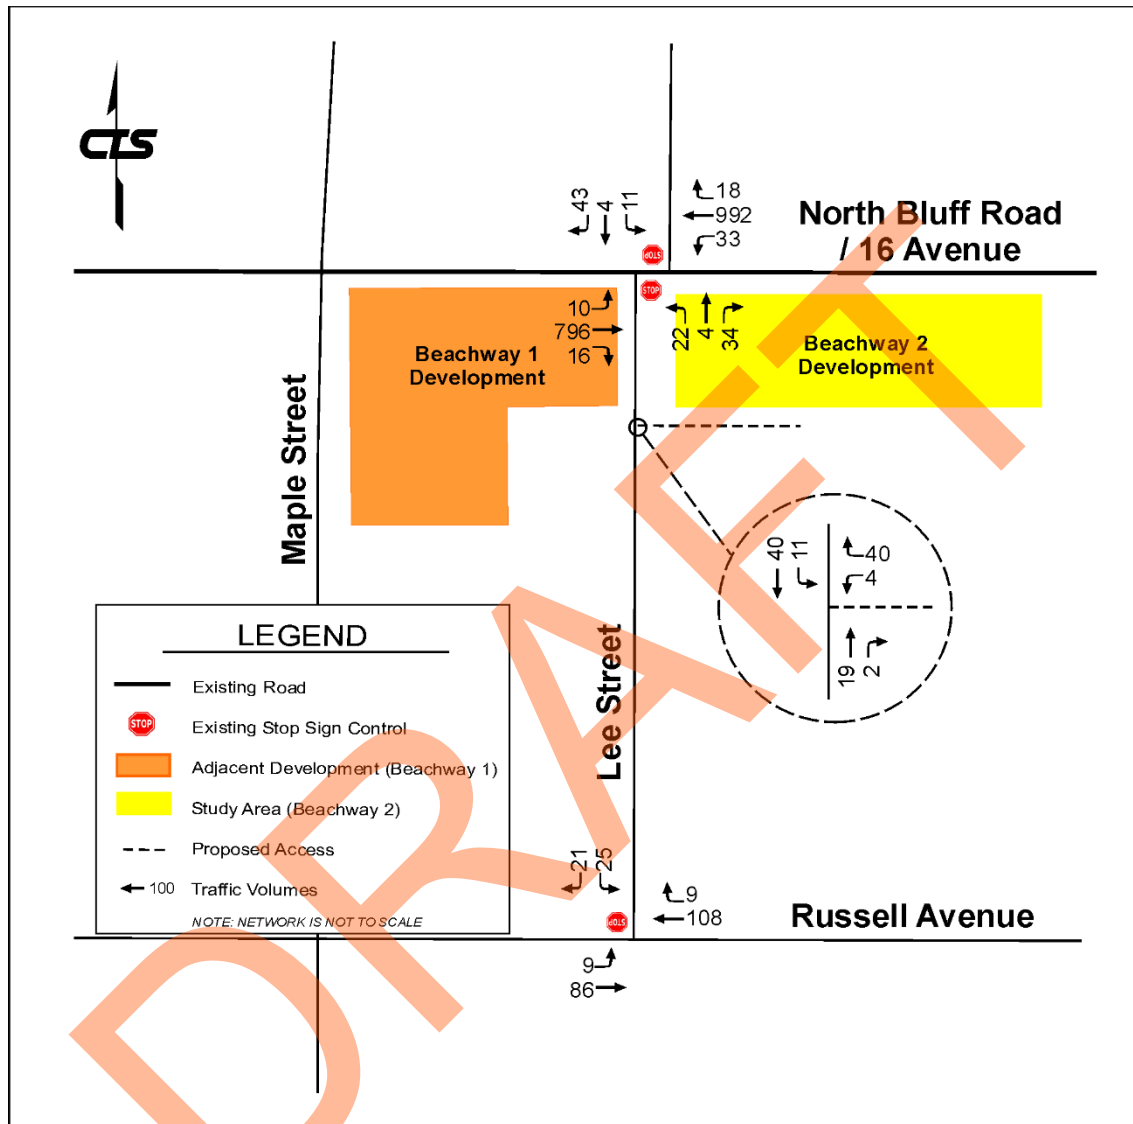 CTS
43
4
11
18
992
33
North Bluff Road
/ 16 Avenue
STOP
STOP
10
796
16
22
4
34
Beachway 1
Development
Beachway 2
Development
Maple Street
Lee Street
40
11
40
4
19
2
LEGEND
Existing Road
STOP
Existing Stop Sign Control
Adjacent Development (Beachway 1)
Study Area (Beachway 2)
Proposed Access
100
Traffic Volumes
NOTE: NETWORK IS NOT TO SCALE
21
25
9
108
STOP
Russell Avenue
9
86
DRAFT